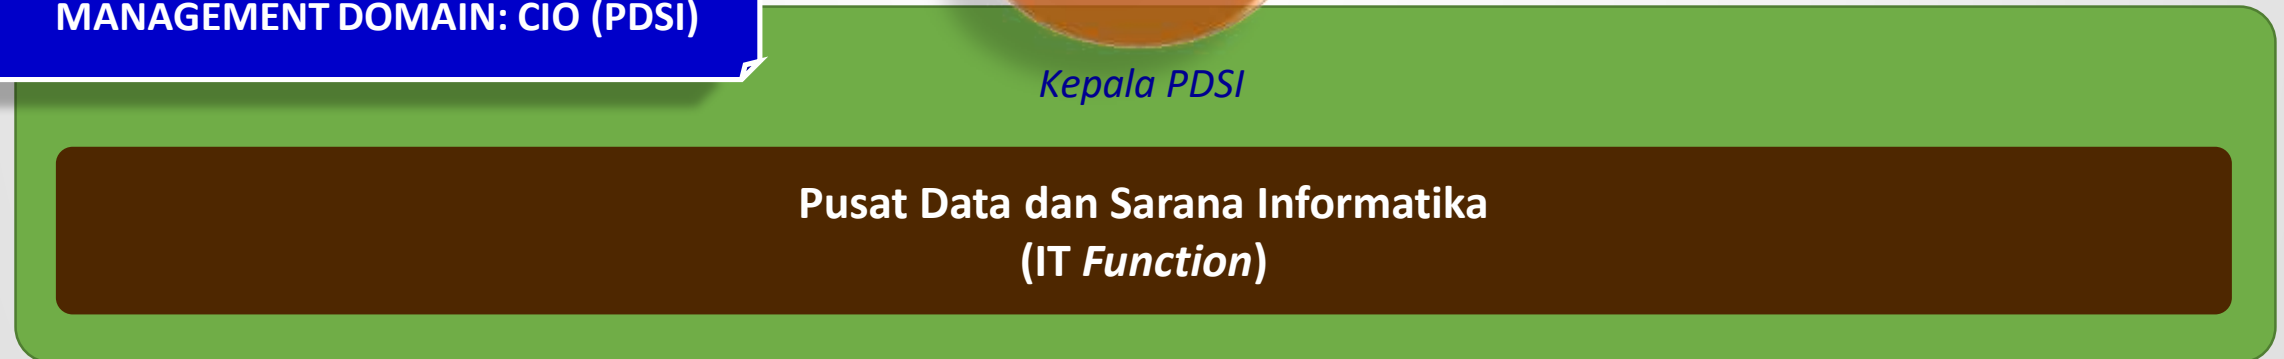 MANAGEMENT DOMAIN: CIO (PDSI)
Kepala PDSI
Pusat Data dan Sarana Informatika
(IT Function)